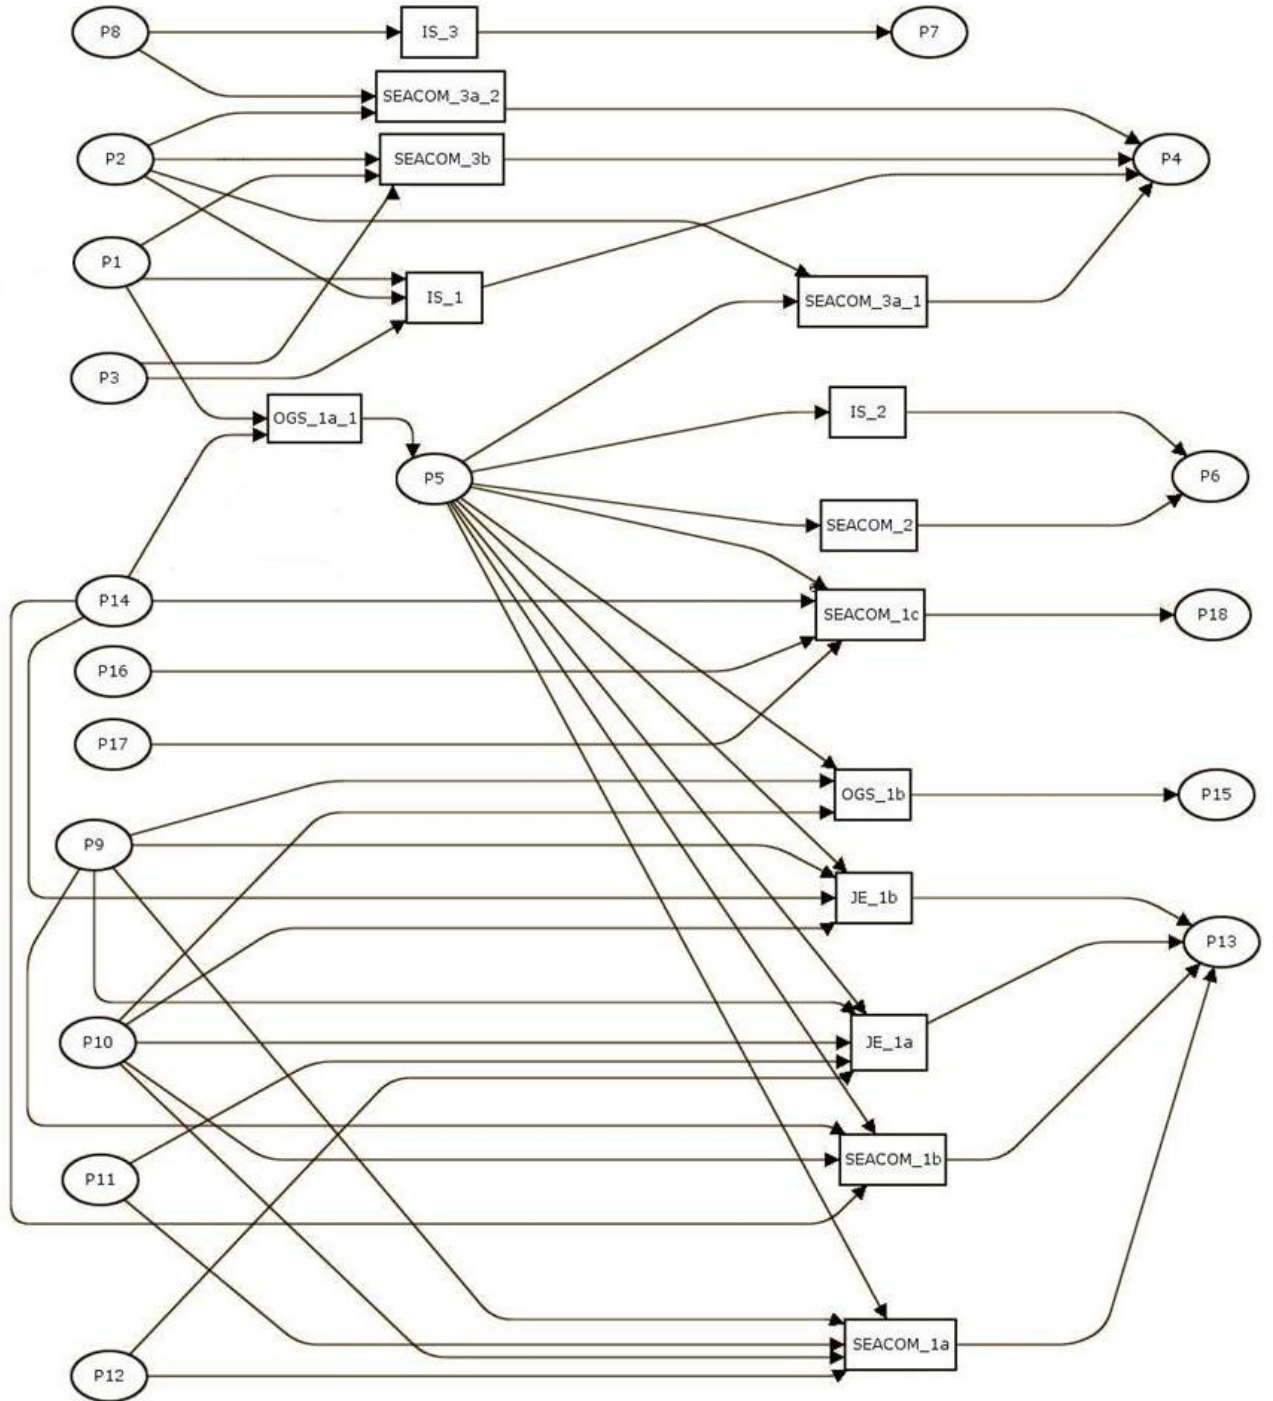 P8
IS_3
P7
SEACOM_3a_2
P2
SEACOM_3b
P4
P1
IS_1
SEACOM_3a_1
P3
OGS_1a_1
IS_2
P5
P6
SEACOM_2
P14
SEACOM_1c
P18
P16
P17
OGS_1b
P15
P9
JE_1b
P13
P10
JE_1a
SEACOM_1b
P11
SEACOM_1a
P12